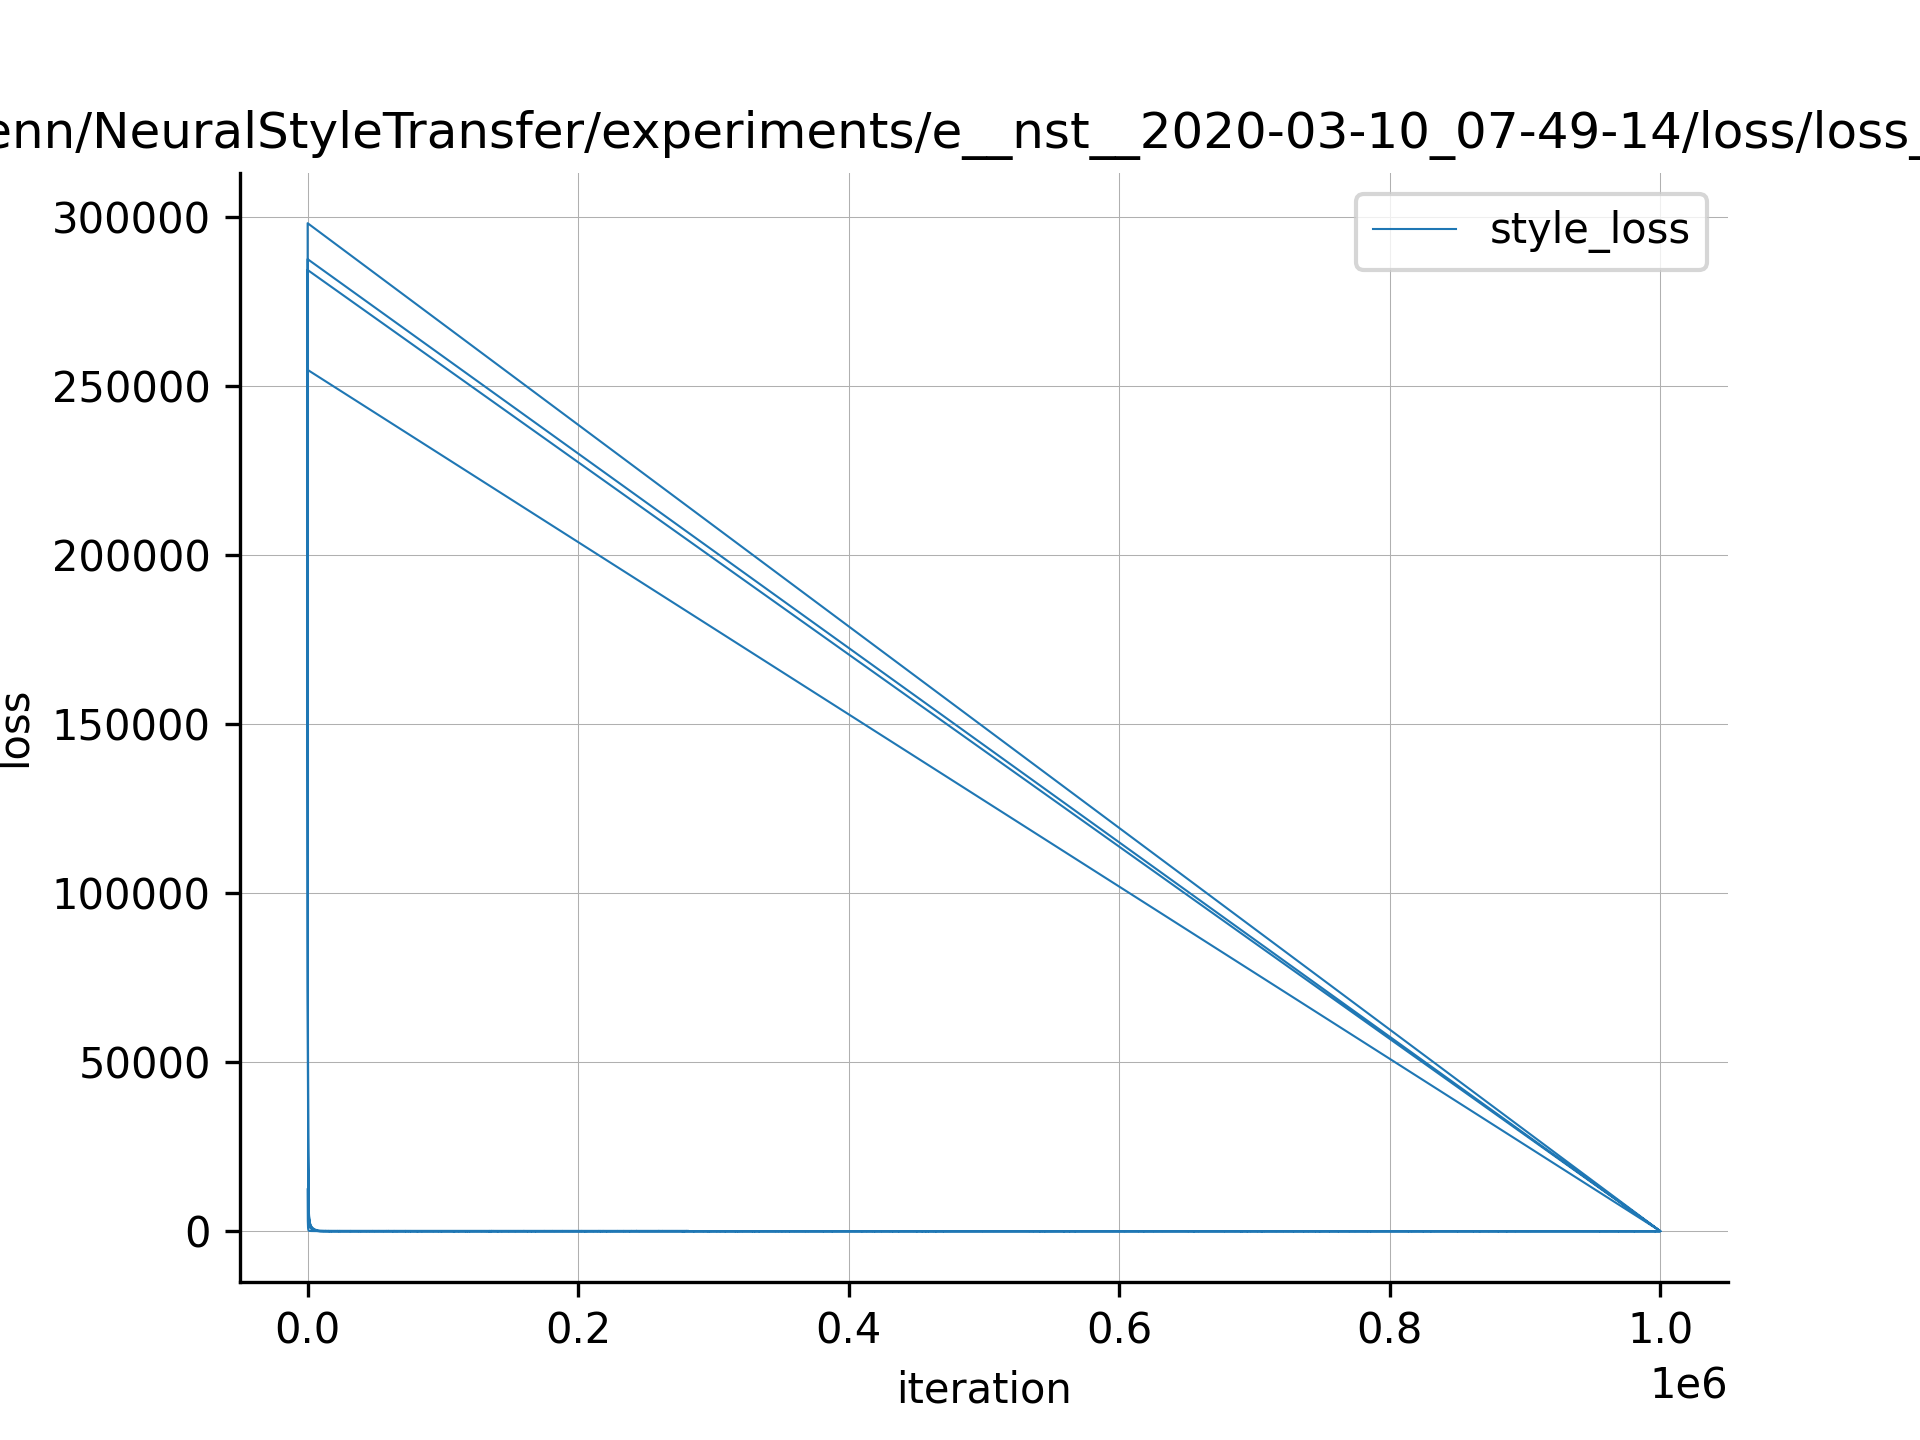 enn/NeuralStyleTransfer/experiments/e__nst__2020-03-10_07-49-14/loss/loss_
style_loss
300000
250000
200000
150000
100000
50000
0
loss
0.0 0.2 0.4 0.6 0.8 1.0
1e6
iteration